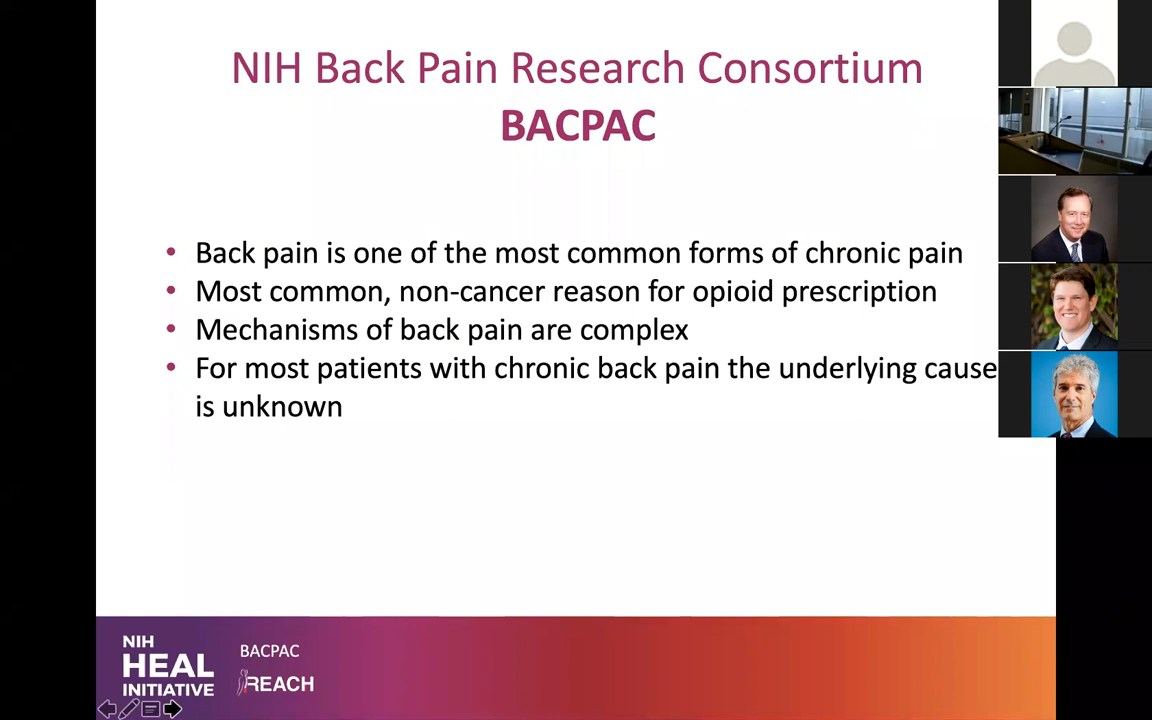 NIH Back Pain Research Consortium
BACPAC
• Back pain is one of the most common forms of chronic pain
• Most common, non-cancer reason for opioid prescription
• Mechanisms of back pain are complex
• For most patients with chronic back pain the underlying cause
is unknown
NIH
HEAL
INITIATIVE
BACPAC
REACH